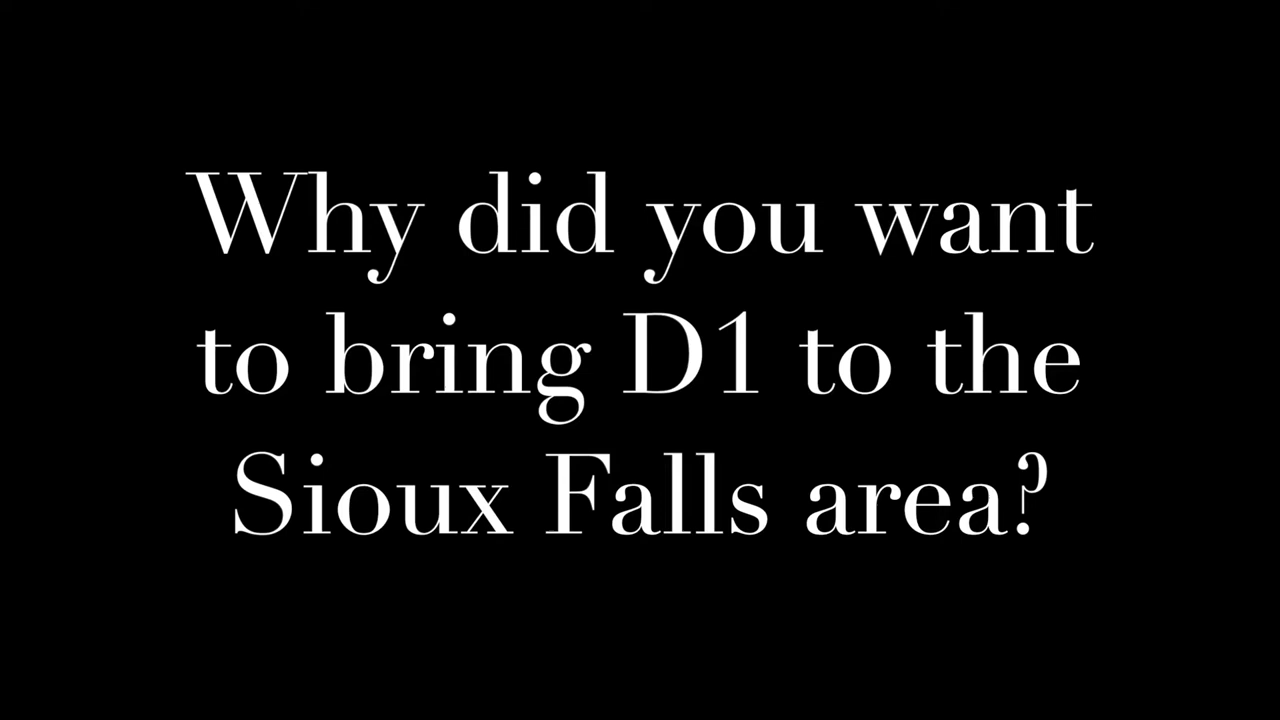 Why did you want
to bring D1 to the
Sioux Falls area?